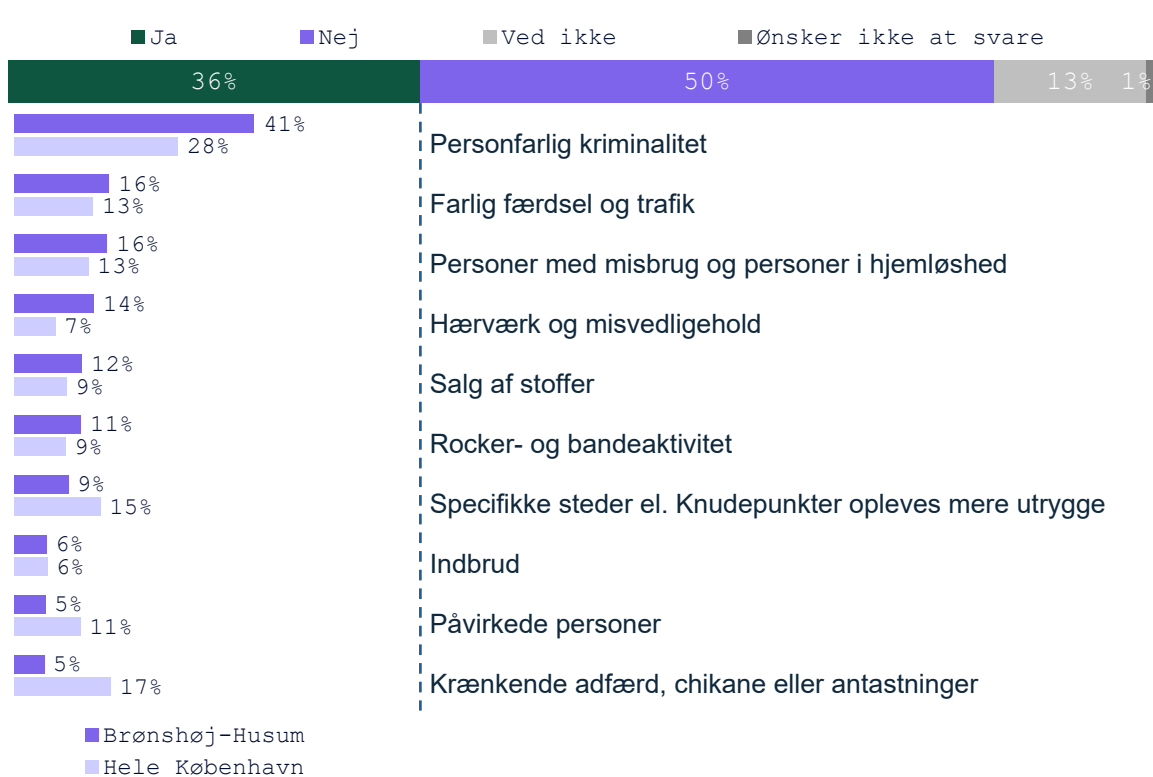 Ja Nej Ved ikke Ønsker ikke at svare
36% 50% 13% 1%
41%
28%
Personfarlig kriminalitet
16%
13%
Farlig færdsel og trafik
16%
13%
Personer med misbrug og personer i hjemløshed
14%
7%
Hærværk og misvedligehold
12%
9%
Salg af stoffer
11%
9%
Rocker- og bandeaktivitet
9%
15%
Specifikke steder el. Knudepunkter opleves mere utrygge
6%
6%
Indbrud
5%
11%
Påvirkede personer
5%
17%
Krænkende adfærd, chikane eller antastninger
Brønshøj-Husum
Hele København